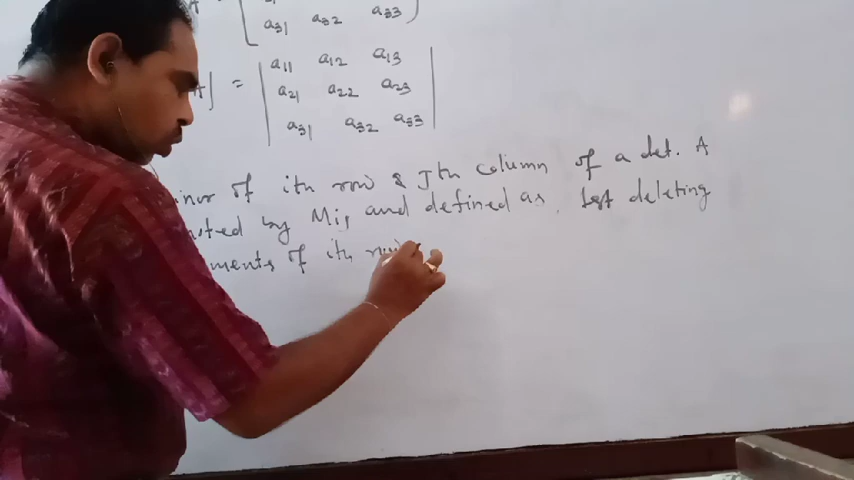 a31 a32 a33
= a11 a12 a13
a21 a22 a23
a31 a32 a33
inor of ith row & Jth column of a det. A
ted by Mij and defined as, deleting
ments of ith row